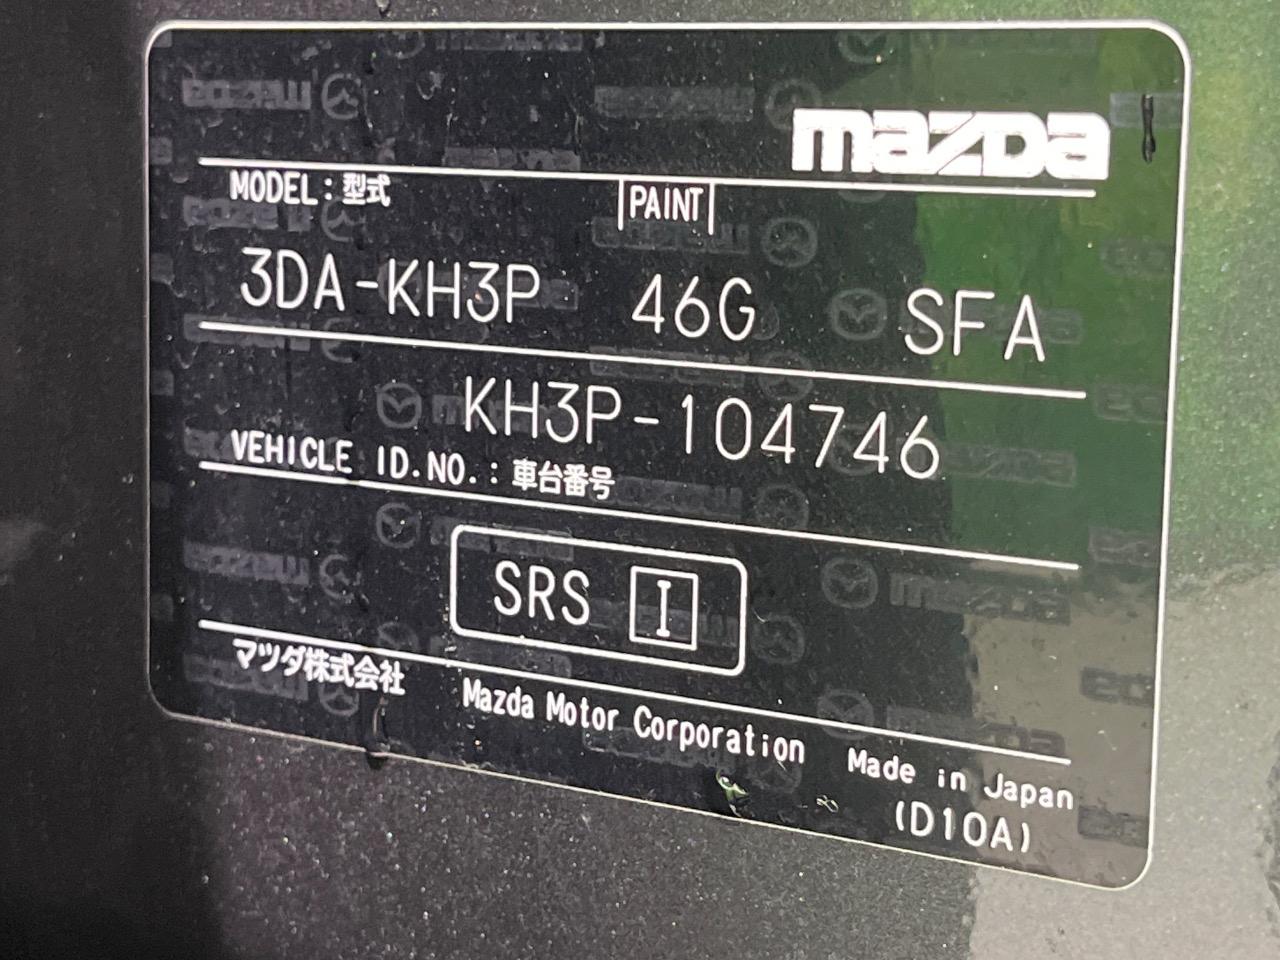 mazda
MODEL：型式 PAINT
3DA-KH3P 46G SFA
KH3P-104746
VEHICLE ID.NO.：車台番号
SRS I
マツダ株式会社 Mazda Motor Corporation Made in Japan
(D10A)